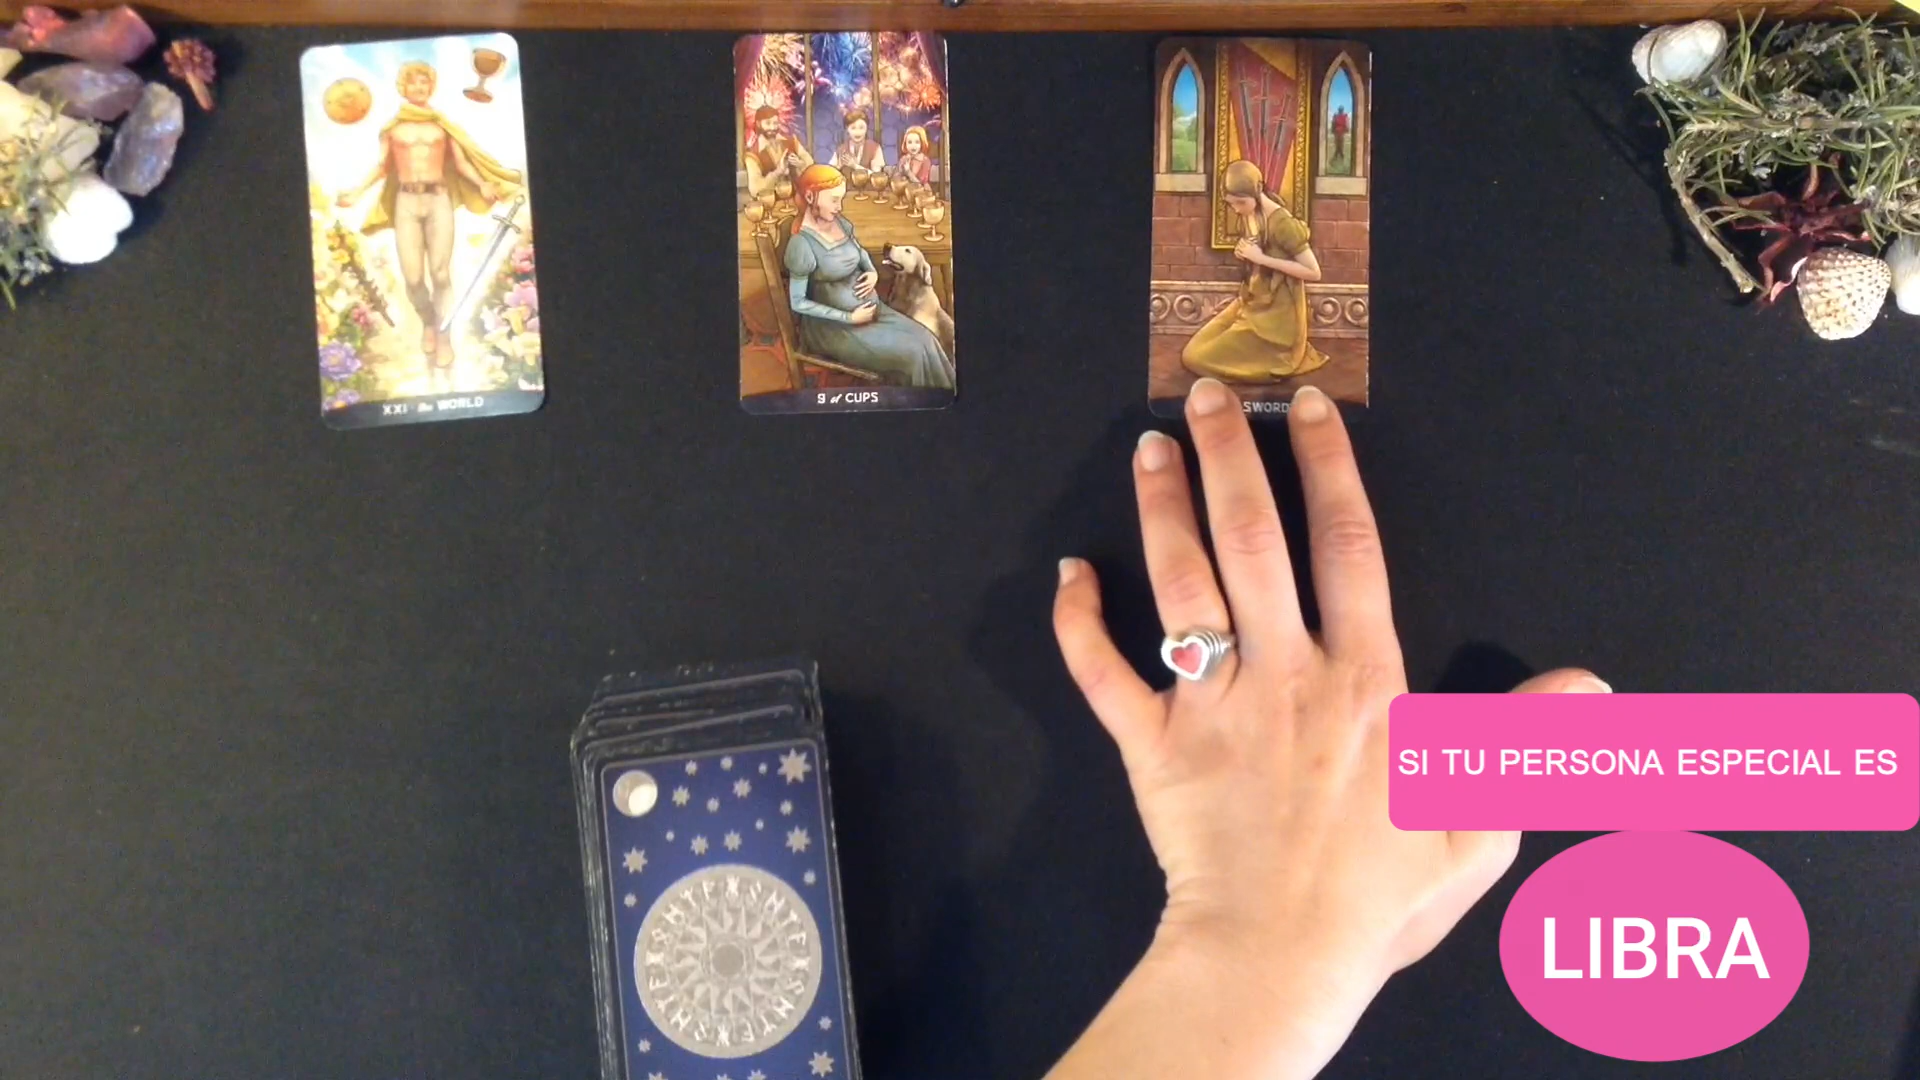 XXI · the WORLD
9 of CUPS
SWORD
SI TU PERSONA ESPECIAL ES
LIBRA